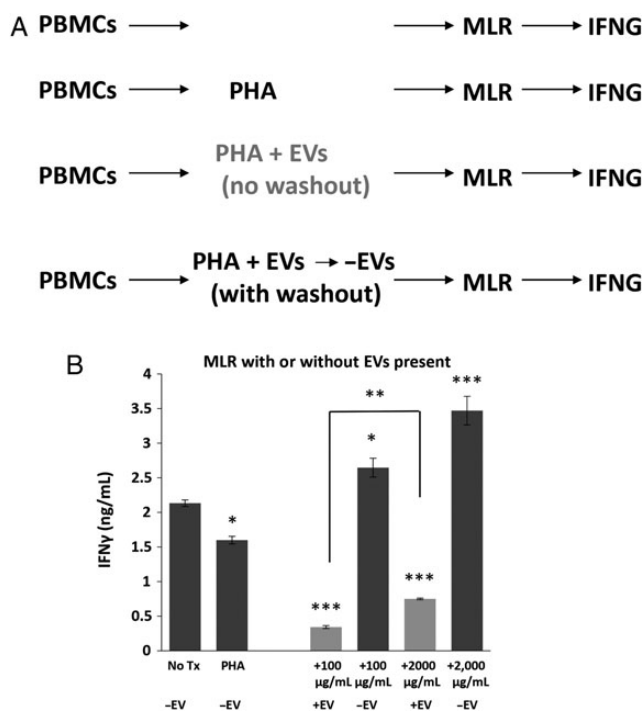 A
PBMCs → → MLR → IFNG
PBMCs → PHA → MLR → IFNG
PBMCs → PHA + EVs (no washout) → MLR → IFNG
PBMCs → PHA + EVs → –EVs (with washout) → MLR → IFNG
B
MLR with or without EVs present
IFNγ (ng/mL)
4
3.5
3
2.5
2
1.5
1
0.5
0
*
***
**
*
***
***
No Tx PHA +100 +100 +2000 +2,000
µg/mL µg/mL µg/mL µg/mL
–EV –EV +EV –EV +EV –EV